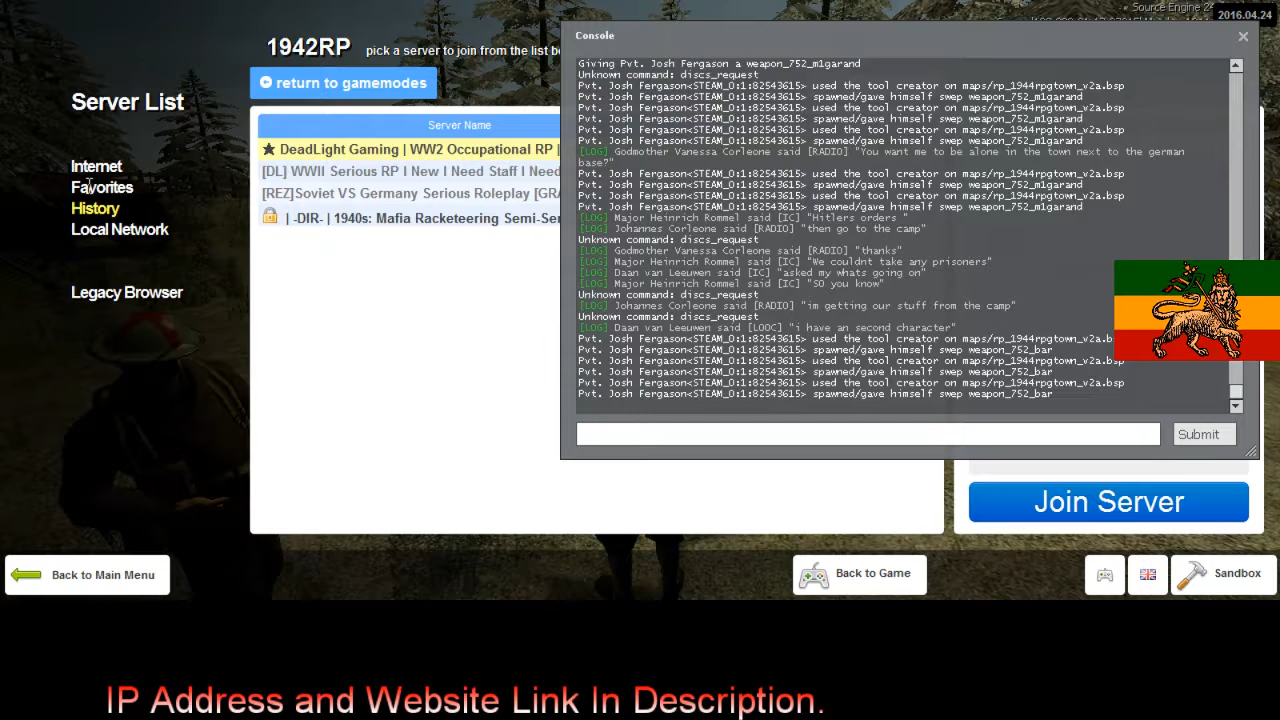 Source Engine 24
2016.04.24
1942RP pick a server to join from the list be
return to gamemodes
Server List
Internet
Favorites
History
Local Network
Legacy Browser
Server Name
DeadLight Gaming | WW2 Occupational RP |
[DL] WWII Serious RP I New I Need Staff I Need
[REZ]Soviet VS Germany Serious Roleplay [GRA
| -DIR- | 1940s: Mafia Racketeering Semi-Ser
Console
Giving Pvt. Josh Fergason a weapon_752_m1garand
Unknown command: discs_request
Pvt. Josh Fergason<STEAM_0:1:82543615> used the tool creator on maps/rp_1944rpgtown_v2a.bsp
Pvt. Josh Fergason<STEAM_0:1:82543615> spawned/gave himself swep weapon_752_m1garand
Pvt. Josh Fergason<STEAM_0:1:82543615> used the tool creator on maps/rp_1944rpgtown_v2a.bsp
Pvt. Josh Fergason<STEAM_0:1:82543615> spawned/gave himself swep weapon_752_m1garand
Pvt. Josh Fergason<STEAM_0:1:82543615> used the tool creator on maps/rp_1944rpgtown_v2a.bsp
Pvt. Josh Fergason<STEAM_0:1:82543615> spawned/gave himself swep weapon_752_m1garand
[LOG] Godmother Vanessa Corleone said [RADIO] "You want me to be alone in the town next to the german
base?"
Pvt. Josh Fergason<STEAM_0:1:82543615> used the tool creator on maps/rp_1944rpgtown_v2a.bsp
Pvt. Josh Fergason<STEAM_0:1:82543615> spawned/gave himself swep weapon_752_m1garand
Pvt. Josh Fergason<STEAM_0:1:82543615> used the tool creator on maps/rp_1944rpgtown_v2a.bsp
Pvt. Josh Fergason<STEAM_0:1:82543615> spawned/gave himself swep weapon_752_m1garand
[LOG] Major Heinrich Rommel said [IC] "Hitlers orders "
[LOG] Johannes Corleone said [RADIO] "then go to the camp"
Unknown command: discs_request
[LOG] Godmother Vanessa Corleone said [RADIO] "thanks"
[LOG] Major Heinrich Rommel said [IC] "We couldnt take any prisoners"
[LOG] Daan van Leeuwen said [IC] "asked my whats going on"
[LOG] Major Heinrich Rommel said [IC] "SO you know"
Unknown command: discs_request
[LOG] Johannes Corleone said [RADIO] "im getting our stuff from the camp"
Unknown command: discs_request
[LOG] Daan van Leeuwen said [LOOC] "i have an second character"
Pvt. Josh Fergason<STEAM_0:1:82543615> used the tool creator on maps/rp_1944rpgtown_v2a.b
Pvt. Josh Fergason<STEAM_0:1:82543615> spawned/gave himself swep weapon_752_bar
Pvt. Josh Fergason<STEAM_0:1:82543615> used the tool creator on maps/rp_1944rpgtown_v2a.bsp
Pvt. Josh Fergason<STEAM_0:1:82543615> spawned/gave himself swep weapon_752_bar
Pvt. Josh Fergason<STEAM_0:1:82543615> used the tool creator on maps/rp_1944rpgtown_v2a.bsp
Pvt. Josh Fergason<STEAM_0:1:82543615> spawned/gave himself swep weapon_752_bar
Submit
Join Server
Back to Main Menu
Back to Game
Sandbox
IP Address and Website Link In Description.